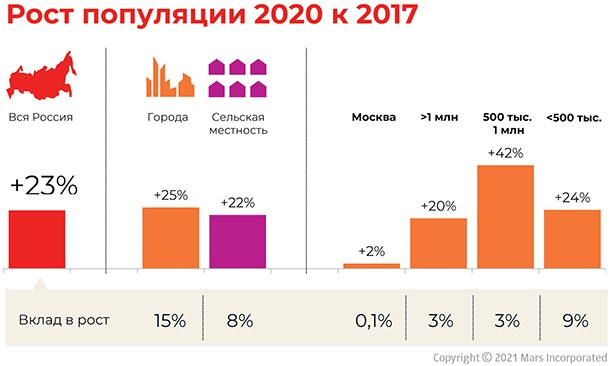 Рост популяции 2020 к 2017
Вся Россия
Города
Сельская
местность
Москва
>1 млн
500 тыс.
1 млн
<500 тыс.
+23%
+25%
+22%
+2%
+20%
+42%
+24%
Вклад в рост
15%
8%
0,1%
3%
3%
9%
Copyright © 2021 Mars Incorporated